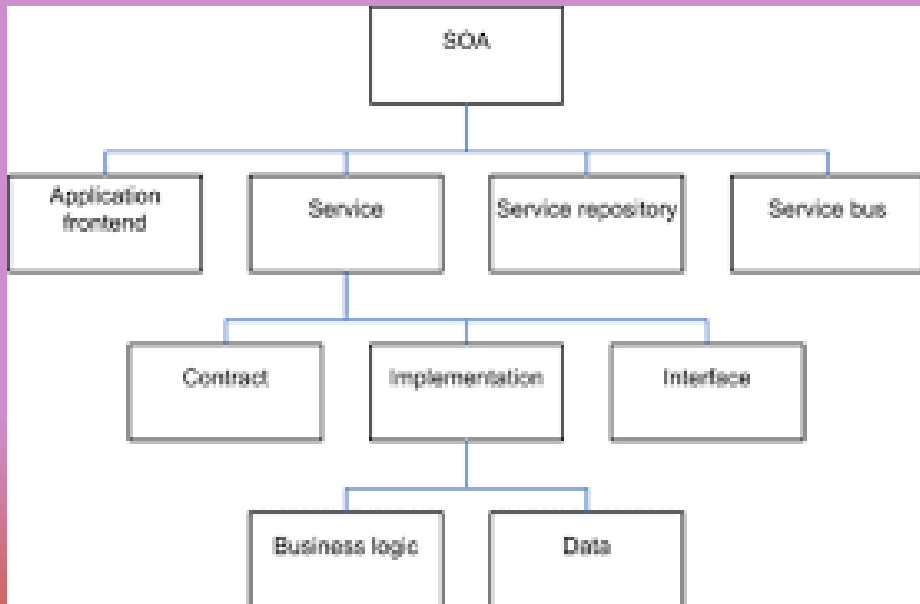 SOA
Application
frontend
Service
Service repository
Service bus
Contract
Implementation
Interface
Business logic
Data